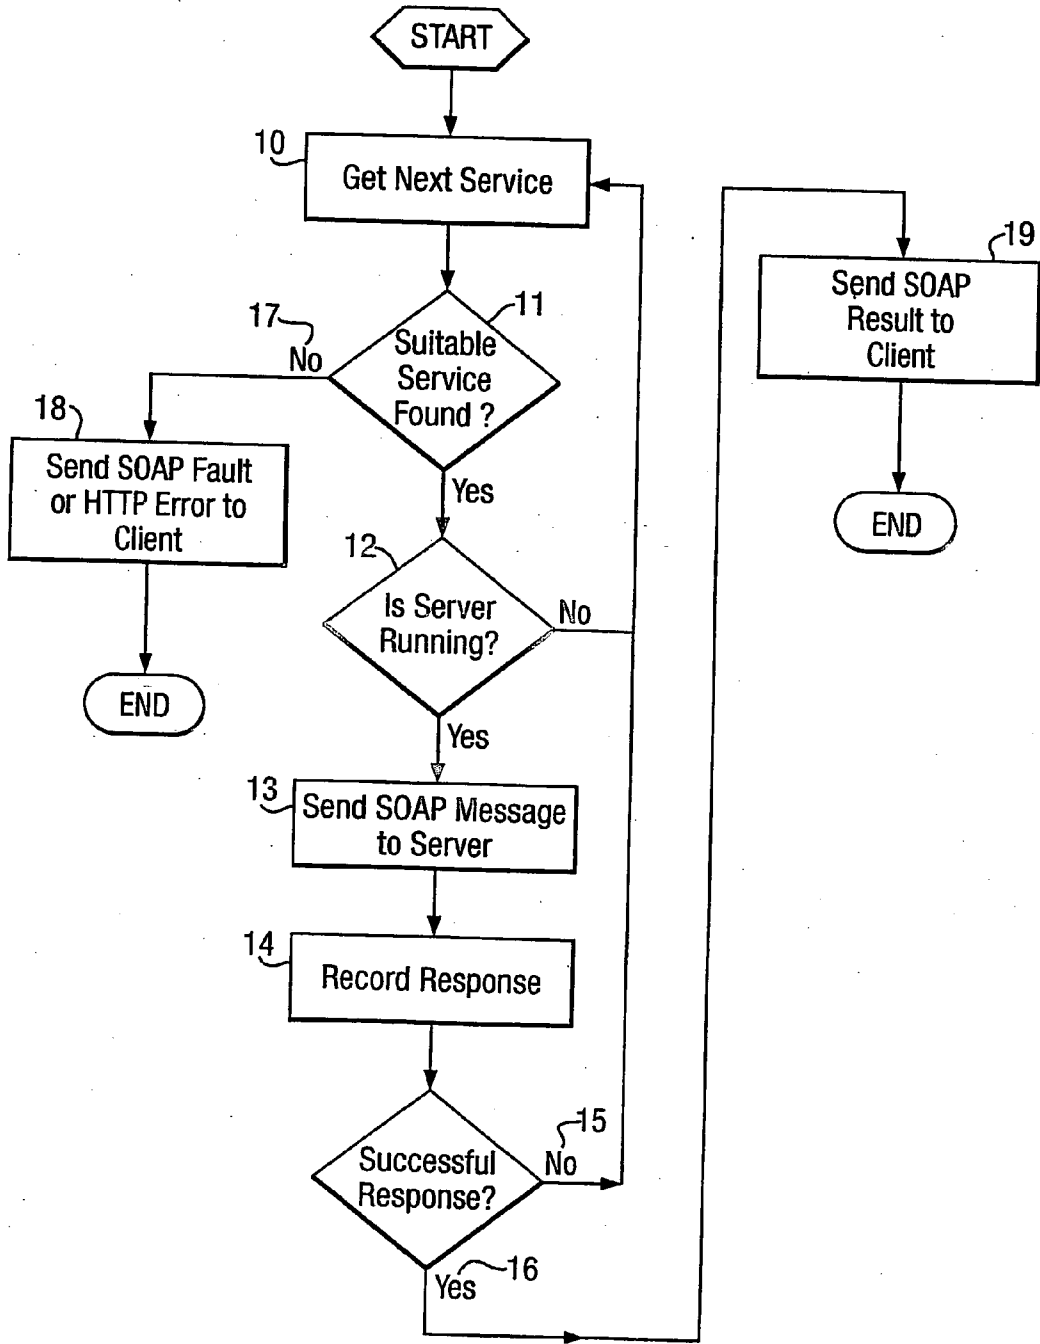 START
10
Get Next Service
11
17
Suitable
Service
Found ?
No
Yes
18
Send SOAP Fault
or HTTP Error to
Client
END
12
Is Server
Running?
No
Yes
13
Send SOAP Message
to Server
14
Record Response
Successful
Response?
15
No
Yes
16
19
Send SOAP
Result to
Client
END